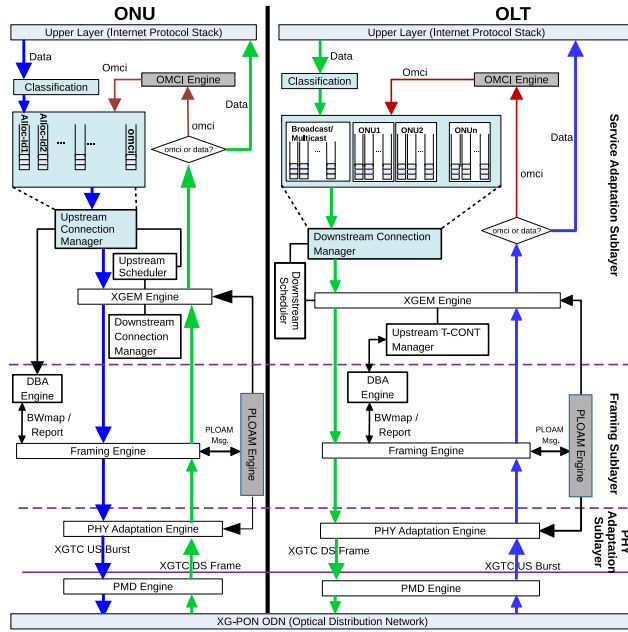 ONU
OLT
Upper Layer (Internet Protocol Stack)
Upper Layer (Internet Protocol Stack)
Data
Omci
OMCI Engine
Data
Omci
OMCI Engine
Classification
Classification
Data
Data
Alloc-id1
Alloc-id2
...
...
omci
omci
omci or data?
Broadcast/
Multicast
...
ONU1
...
ONU2
...
ONUn
...
omci
omci or data?
Service Adaptation Sublayer
Upstream
Connection
Manager
Upstream
Scheduler
XGEM Engine
Downstream
Connection
Manager
Downstream Connection
Manager
Downstream
Scheduler
XGEM Engine
Upstream T-CONT
Manager
DBA
Engine
BWmap /
Report
PLOAM
Msg.
PLOAM Engine
Framing Engine
DBA
Engine
BWmap /
Report
PLOAM
Msg.
PLOAM Engine
Framing Engine
Framing Sublayer
PHY Adaptation Engine
PHY Adaptation Engine
PHY
Adaptation
Sublayer
XGTC US Burst
XGTC DS Frame
XGTC DS Frame
XGTC US Burst
PMD Engine
PMD Engine
XG-PON ODN (Optical Distribution Network)